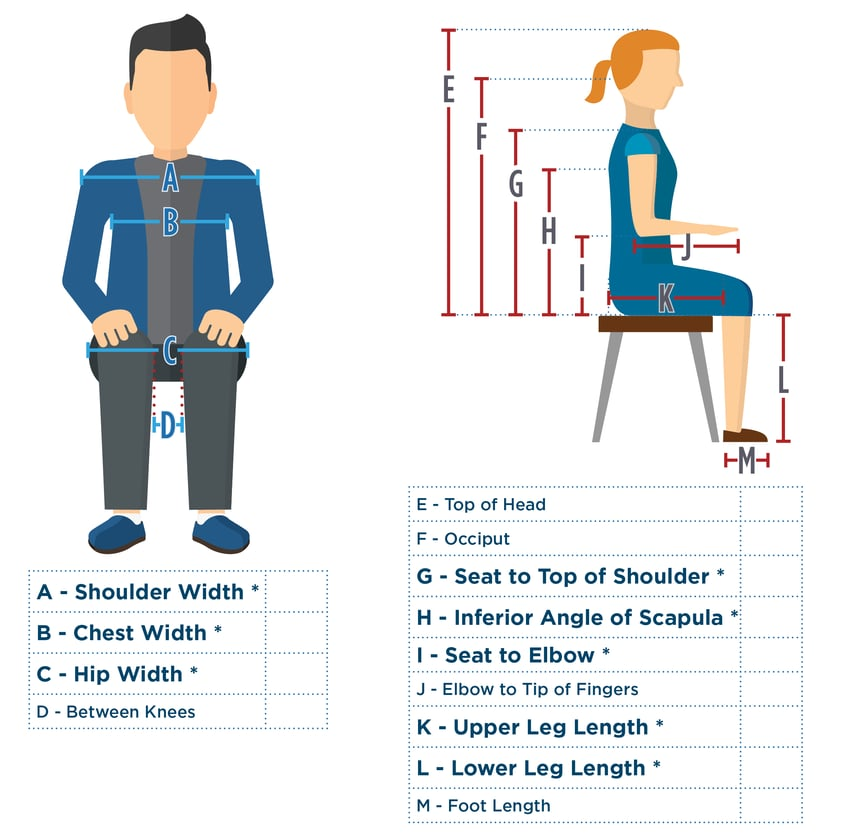 A
B
C
D
E
F
G
H
I
J
K
L
M
A - Shoulder Width *
B - Chest Width *
C - Hip Width *
D - Between Knees
E - Top of Head
F - Occiput
G - Seat to Top of Shoulder *
H - Inferior Angle of Scapula *
I - Seat to Elbow *
J - Elbow to Tip of Fingers
K - Upper Leg Length *
L - Lower Leg Length *
M - Foot Length